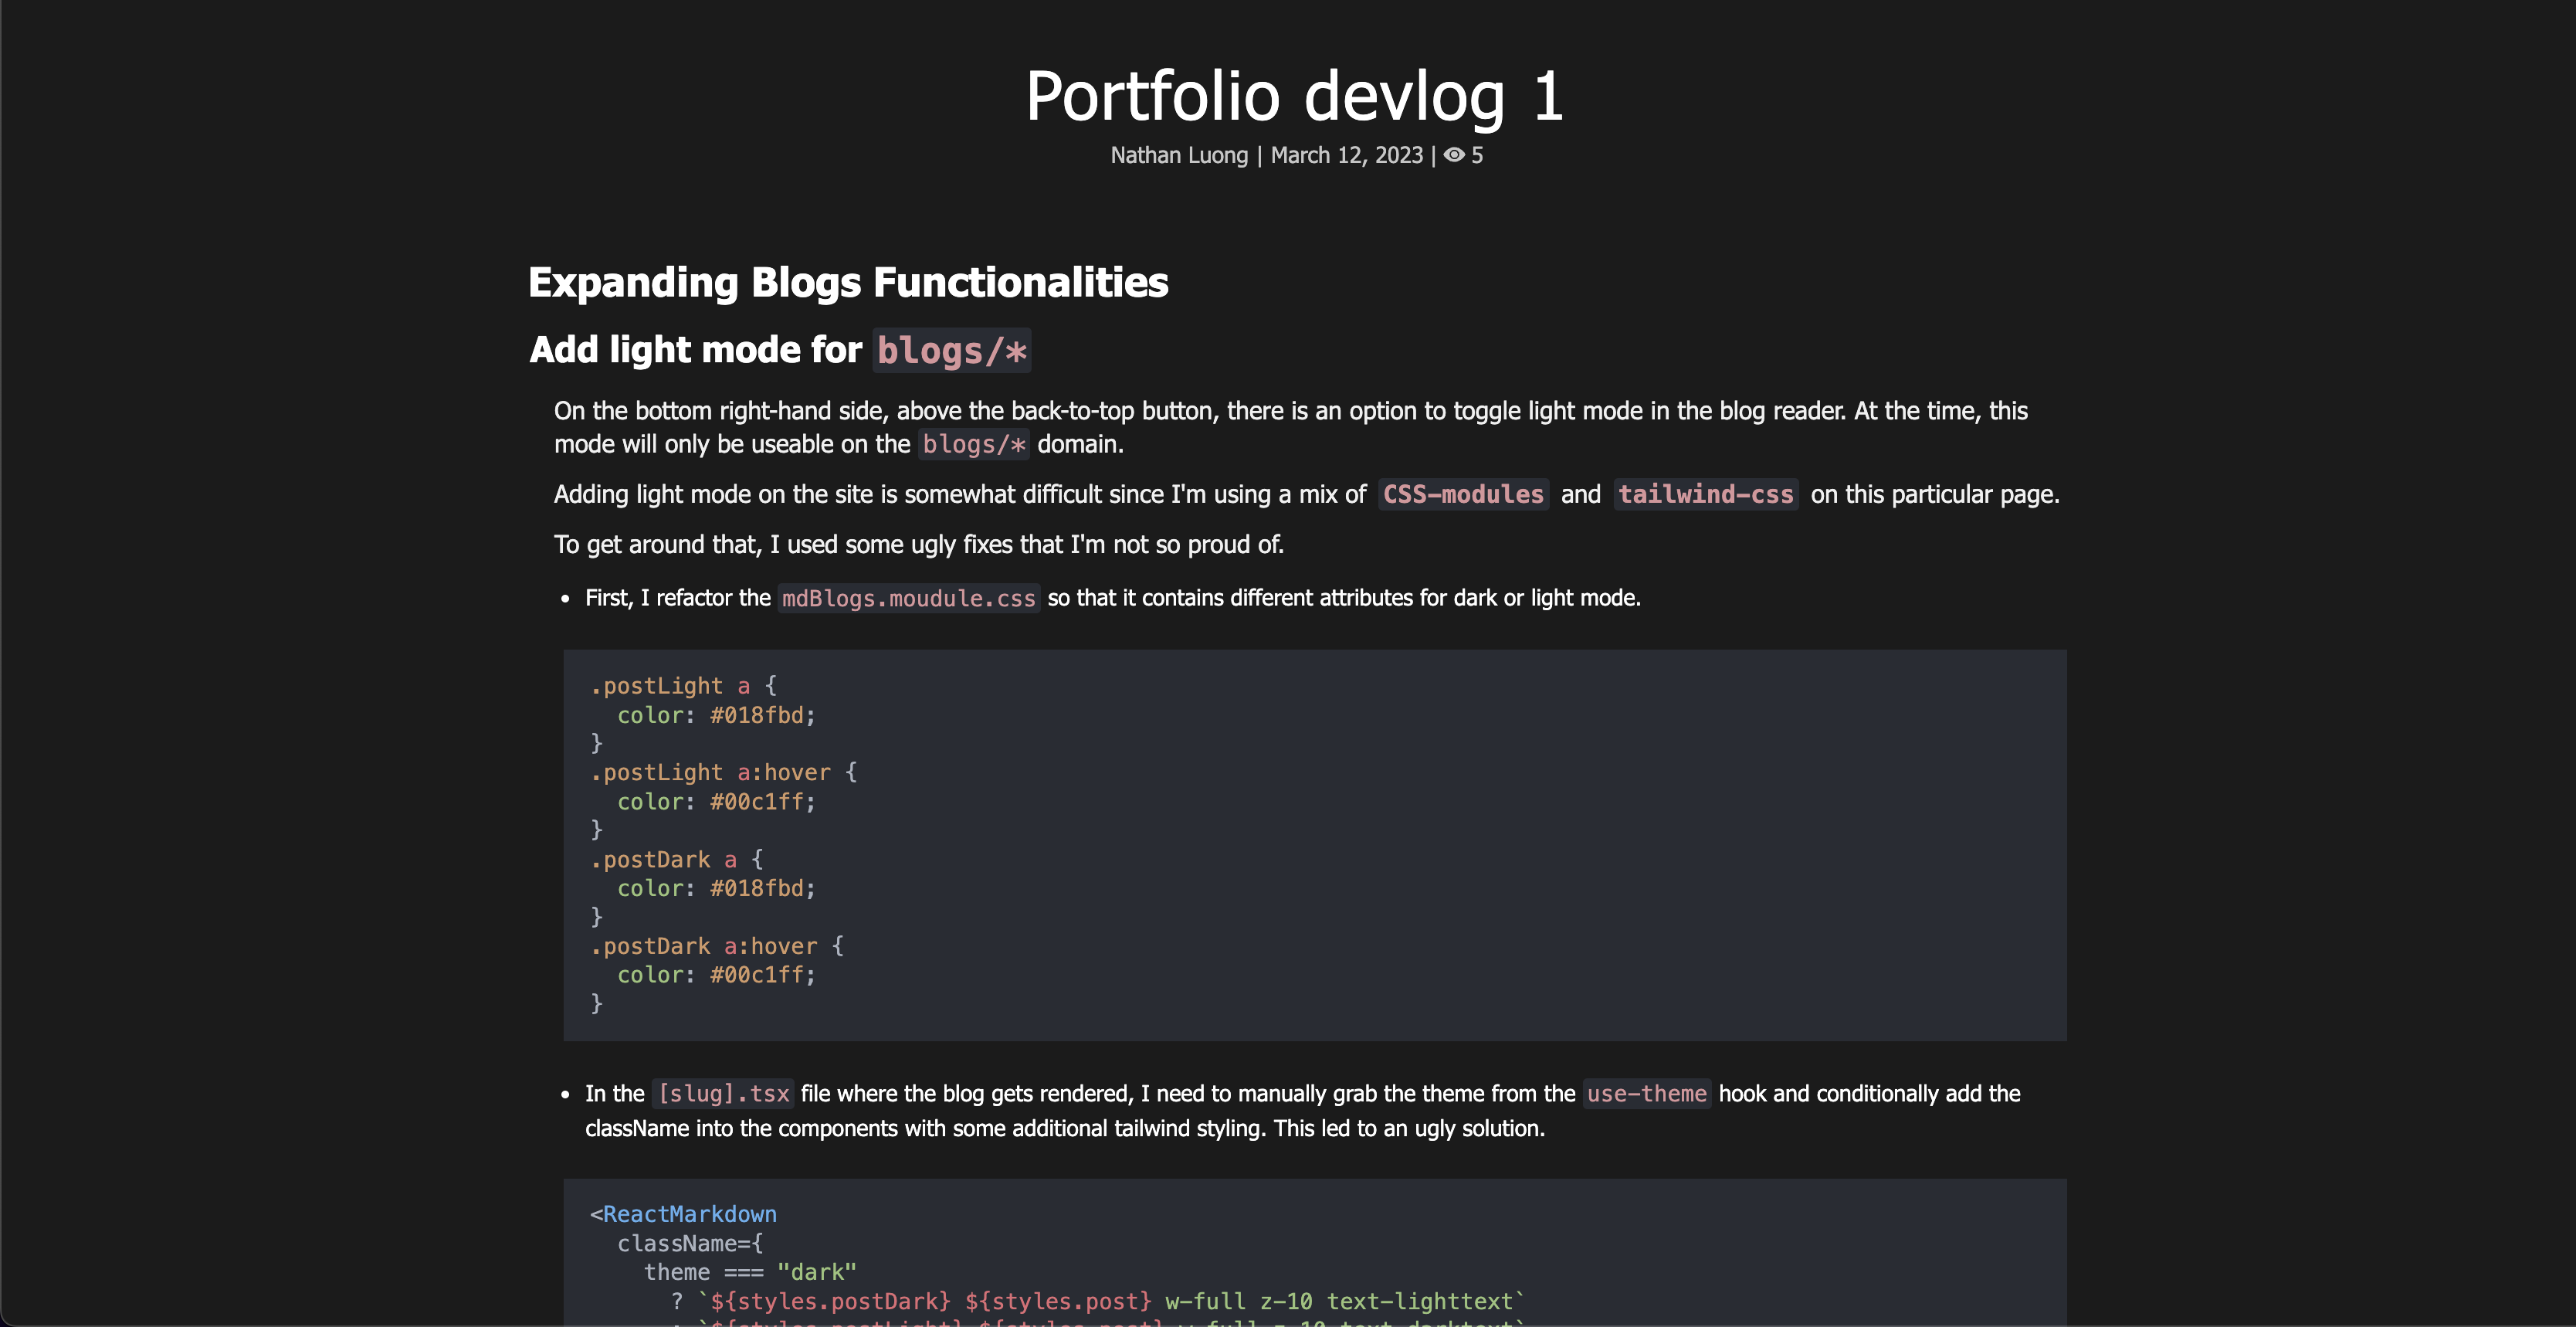 Portfolio devlog 1
Nathan Luong | March 12, 2023 | 5
Expanding Blogs Functionalities
Add light mode for blogs/*
On the bottom right-hand side, above the back-to-top button, there is an option to toggle light mode in the blog reader. At the time, this
mode will only be useable on the blogs/* domain.
Adding light mode on the site is somewhat difficult since I'm using a mix of CSS-modules and tailwind-css on this particular page.
To get around that, I used some ugly fixes that I'm not so proud of.
• First, I refactor the mdBlogs.moudule.css so that it contains different attributes for dark or light mode.
.postLight a {
  color: #018fbd;
}
.postLight a:hover {
  color: #00c1ff;
}
.postDark a {
  color: #018fbd;
}
.postDark a:hover {
  color: #00c1ff;
}
• In the [slug].tsx file where the blog gets rendered, I need to manually grab the theme from the use-theme hook and conditionally add the
className into the components with some additional tailwind styling. This led to an ugly solution.
<ReactMarkdown
  className={
    theme === "dark"
      ? `${styles.postDark} ${styles.post} w-full z-10 text-lighttext`
      : `${styles.postLight} ${styles.post} w-full z-10 text-darktext`